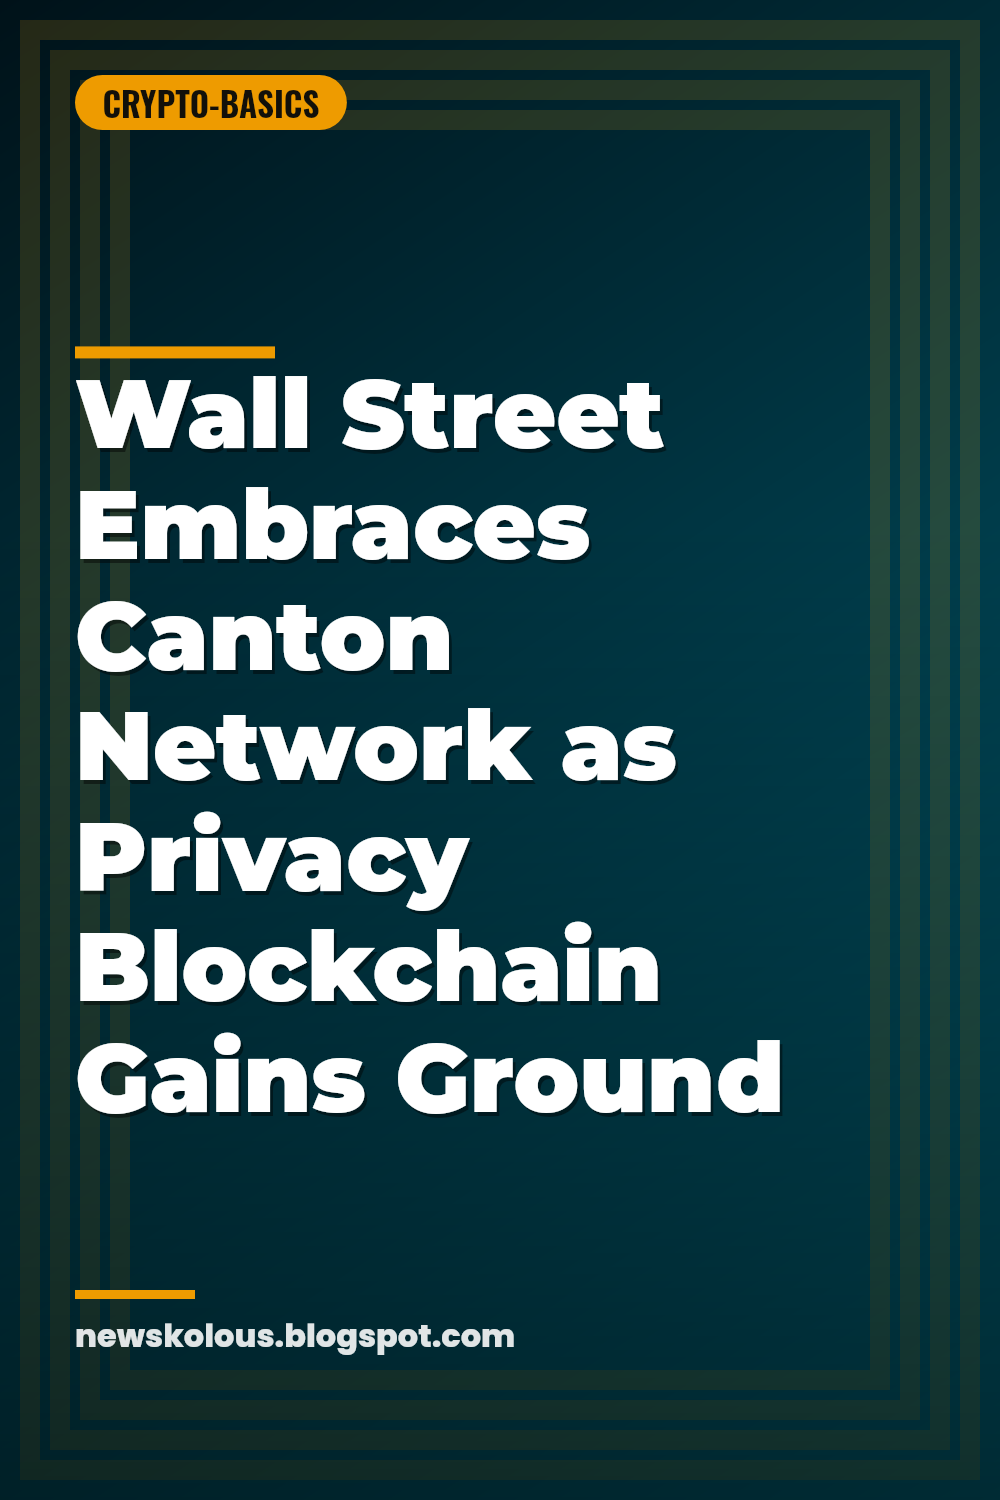 CRYPTO-BASICS
Wall Street
Embraces
Canton
Network as
Privacy
Blockchain
Gains Ground
newskolous.blogspot.com